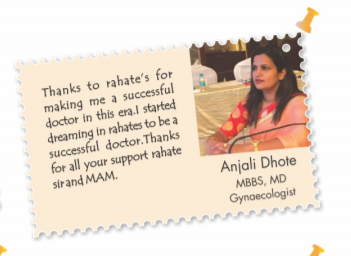 Thanks to rahate's for
making me a successful
doctor in this era.I started
dreaming in rahates to be a
successful doctor.Thanks
for all your support rahate
sir and MAM.
Anjali Dhote
MBBS, MD
Gynaecologist